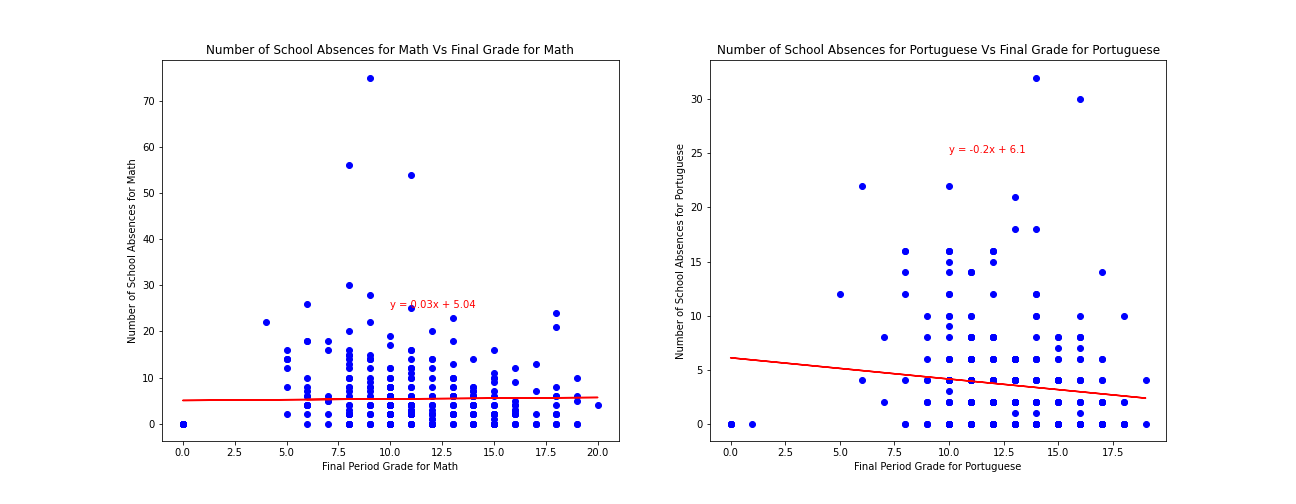 Number of School Absences for Math Vs Final Grade for Math
Number of School Absences for Math
70
60
50
40
30
20
10
0
y = 0.03x + 5.04
0.0 2.5 5.0 7.5 10.0 12.5 15.0 17.5 20.0
Final Period Grade for Math
Number of School Absences for Portuguese Vs Final Grade for Portuguese
Number of School Absences for Portuguese
30
25
20
15
10
5
0
y = -0.2x + 6.1
0.0 2.5 5.0 7.5 10.0 12.5 15.0 17.5
Final Period Grade for Portuguese